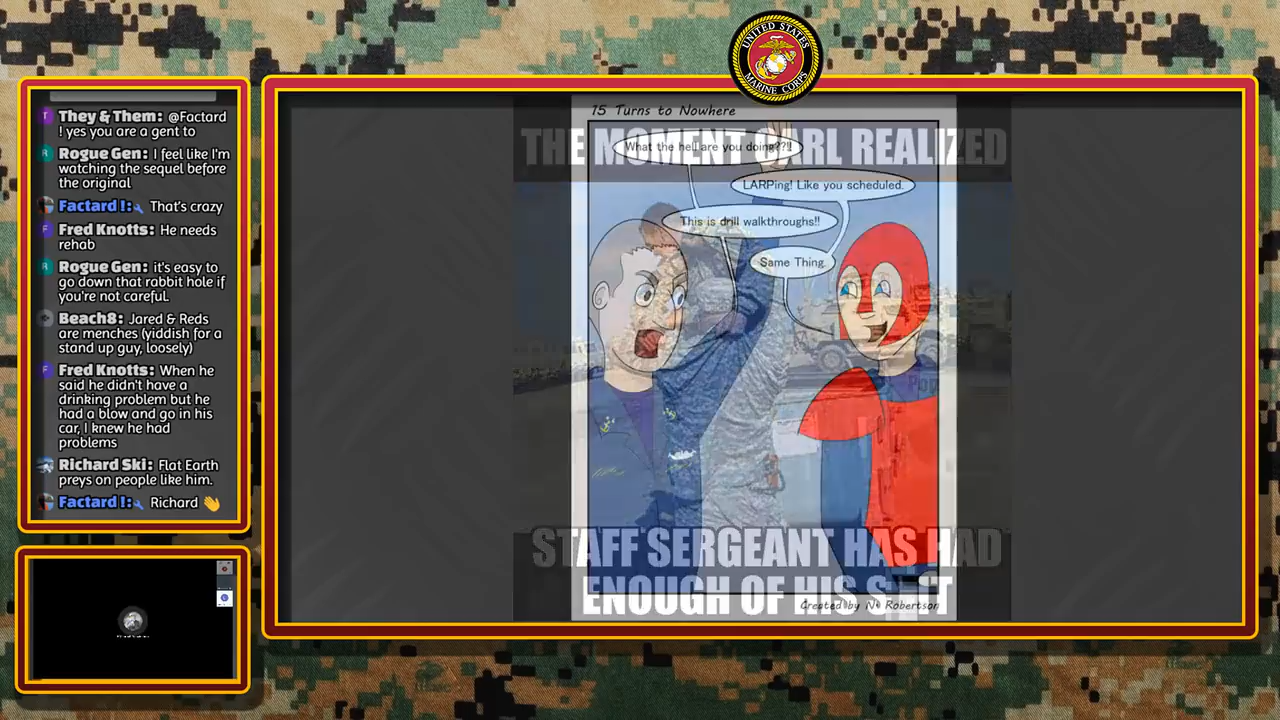 UNITED STATES
MARINE CORPS
They & Them: @Factard
! yes you are a gent to
Rogue Gen: I feel like I'm
watching the sequel before
the original
Factard !: That's crazy
Fred Knotts: He needs
rehab
Rogue Gen: it's easy to
go down that rabbit hole if
you're not careful.
Beach8: Jared & Reds
are menches (yiddish for a
stand up guy, loosely)
Fred Knotts: When he
said he didn't have a
drinking problem but he
had a blow and go in his
car, I knew he had
problems
Richard Ski: Flat Earth
preys on people like him.
Factard !: Richard 👋
15 Turns to Nowhere
THE MOMENT CARL REALIZED
What the hell are you doing???!!
LARPing! Like you scheduled.
This is drill walkthroughs!!
Same Thing.
STAFF SERGEANT HAS HAD
ENOUGH OF HIS
Created by N Robertson